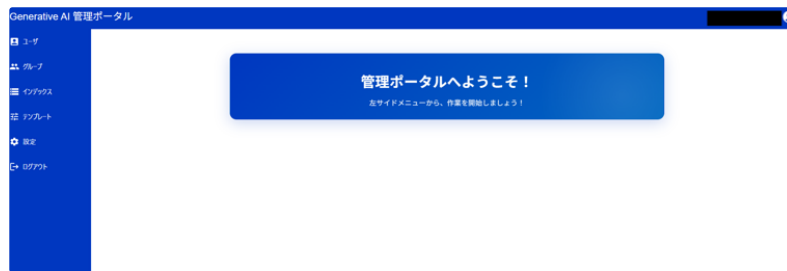 Generative AI 管理ポータル
ユーザ
グループ
インデックス
テンプレート
設定
ログアウト
管理ポータルへようこそ！
左サイドメニューから、作業を開始しましょう！